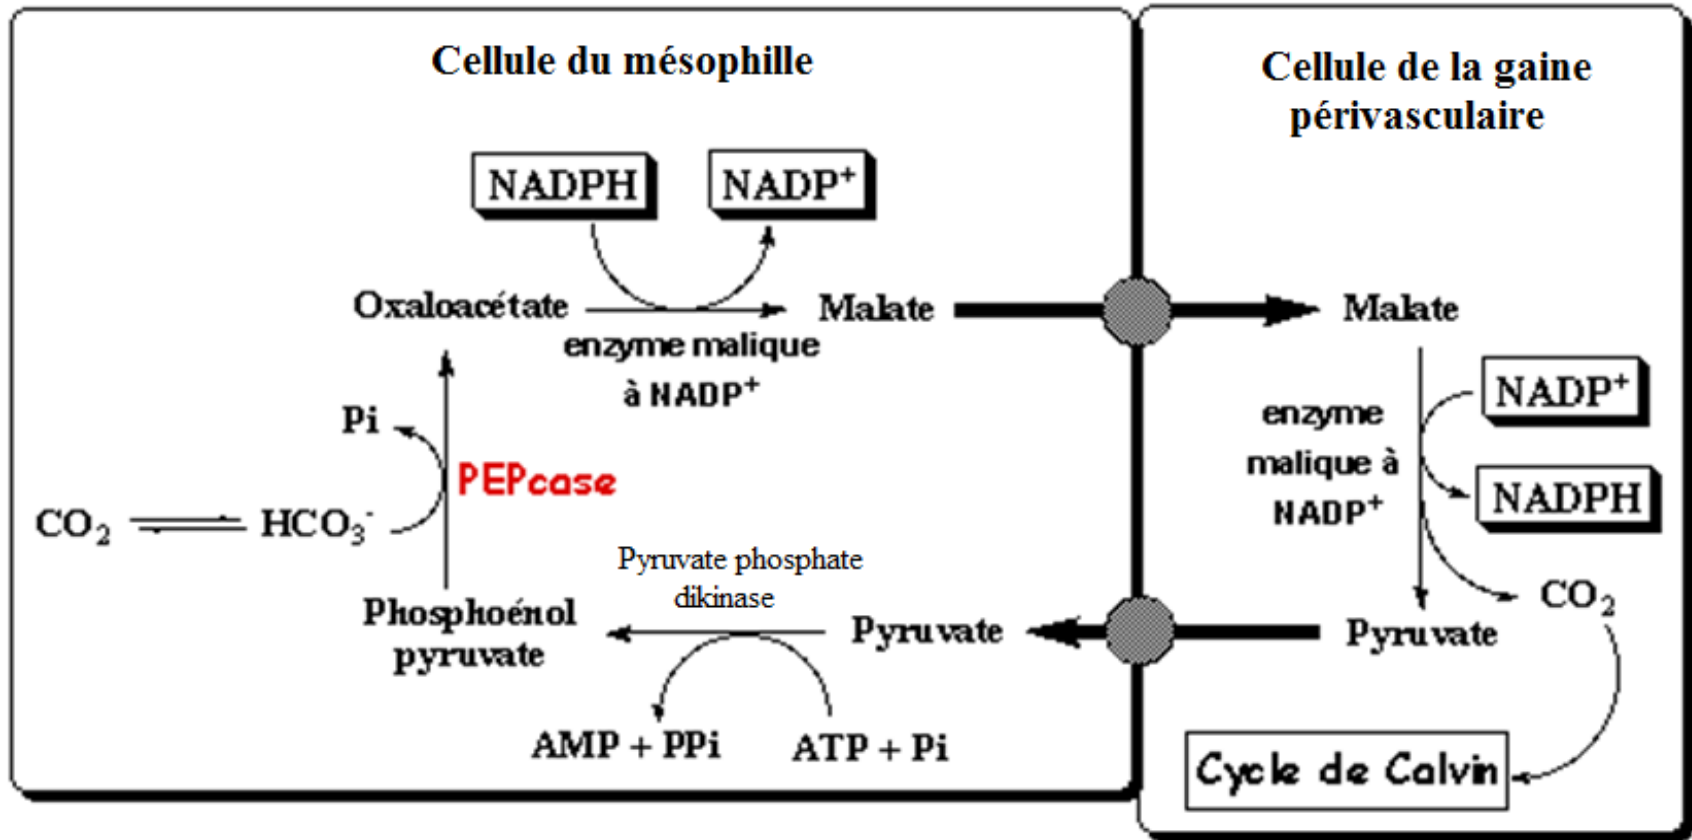 Cellule du mésophille
Cellule de la gaine
périvasculaire
NADPH
NADP⁺
Oxaloacétate
Malate
Malate
enzyme malique
à NADP⁺
NADP⁺
enzyme
malique à
NADP⁺
NADPH
Pi
PEPcase
CO₂
HCO₃⁻
Pyruvate phosphate
dikinase
Phosphoénol
pyruvate
Pyruvate
Pyruvate
CO₂
AMP + PPi
ATP + Pi
Cycle de Calvin